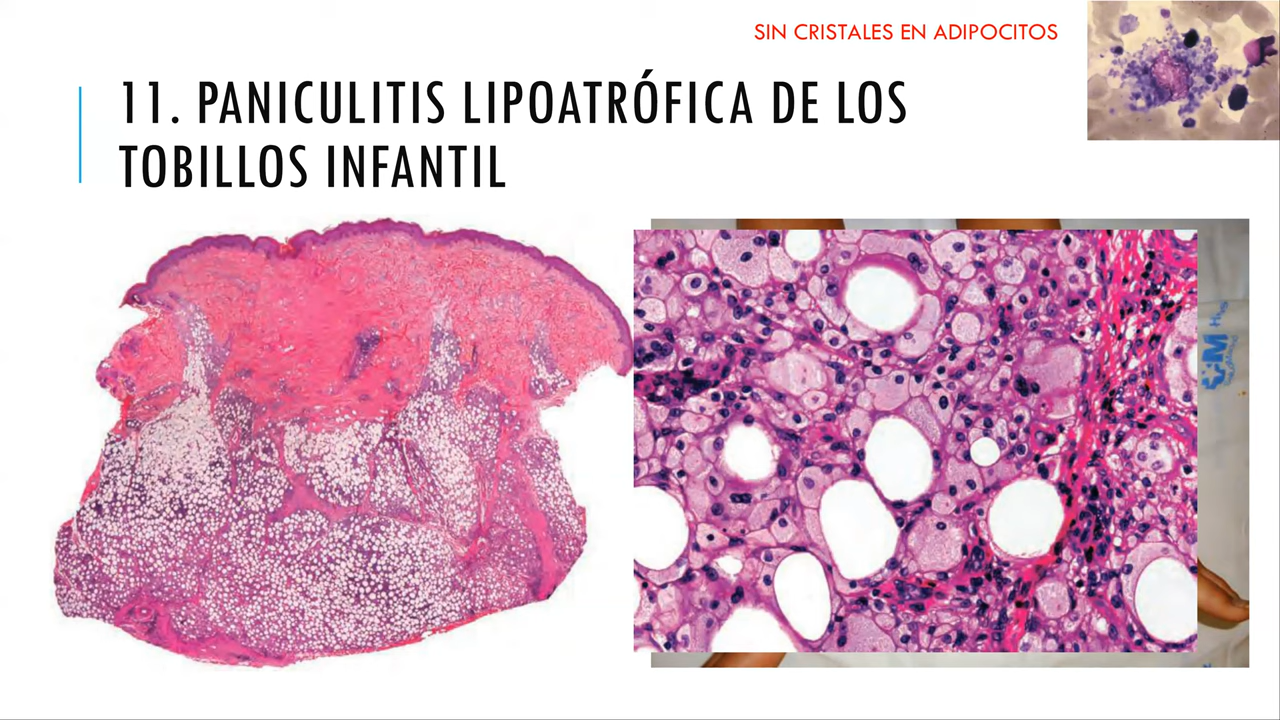 SIN CRISTALES EN ADIPOCITOS
11. PANICULITIS LIPOATRÓFICA DE LOS
TOBILLOS INFANTIL